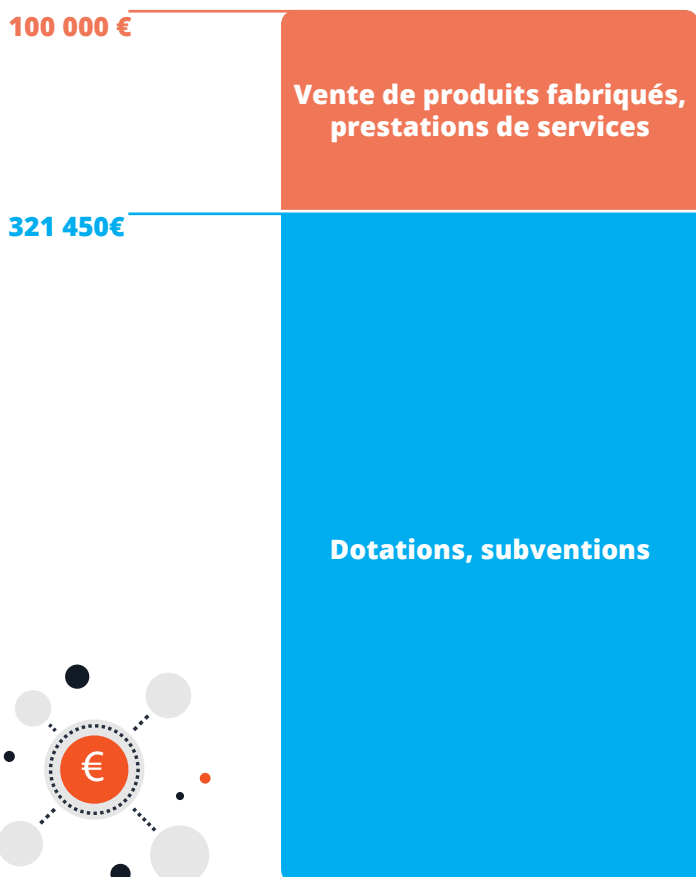 100 000 €
Vente de produits fabriqués,
prestations de services
321 450€
Dotations, subventions
€